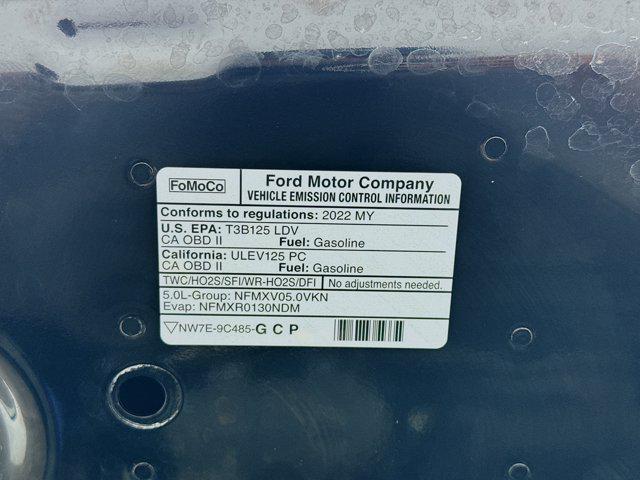 FoMoCo
Ford Motor Company
VEHICLE EMISSION CONTROL INFORMATION
Conforms to regulations: 2022 MY
U.S. EPA: T3B125 LDV
CA OBD II Fuel: Gasoline
California: ULEV125 PC
CA OBD II Fuel: Gasoline
TWC/HO2S/SFI/WR-HO2S/DFI No adjustments needed.
5.0L-Group: NFMXV05.0VKN
Evap: NFMXR0130NDM
NW7E-9C485-G C P